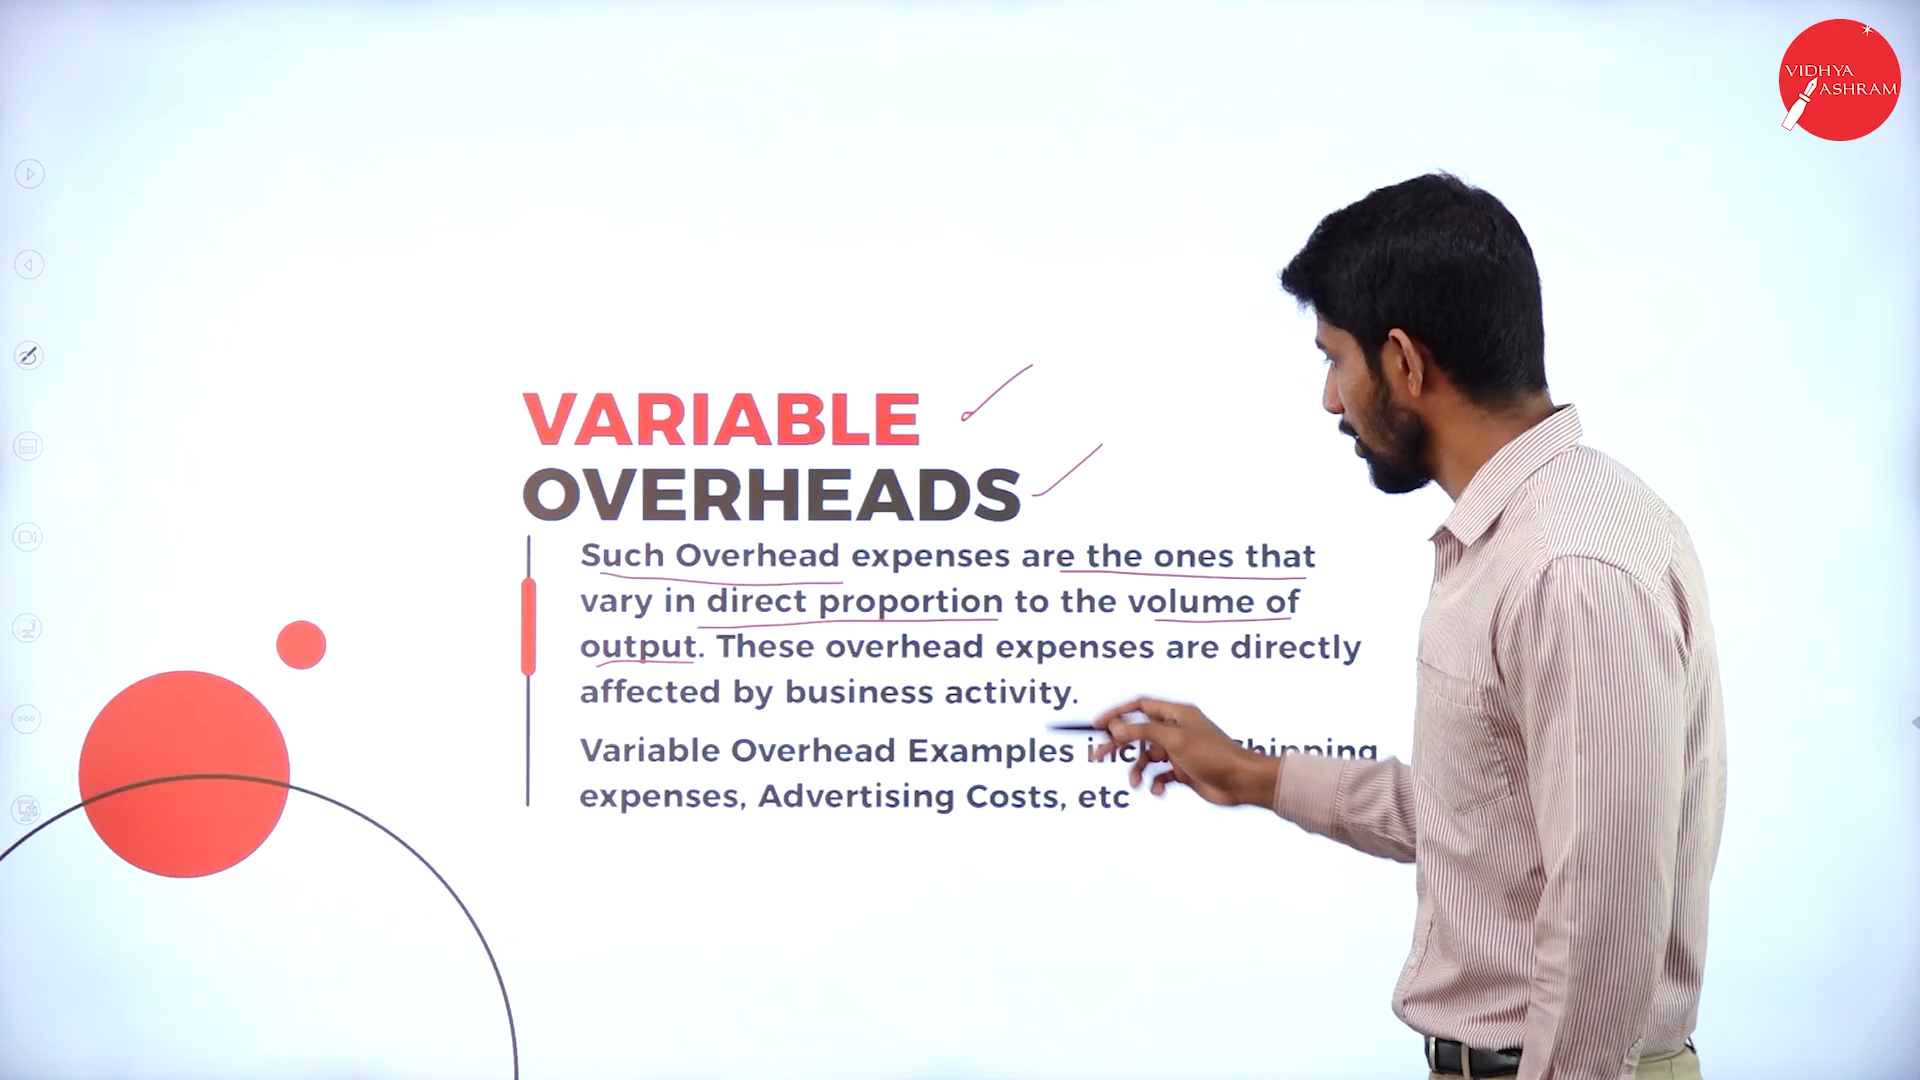 VIDHYA
ASHRAM
VARIABLE
OVERHEADS
Such Overhead expenses are the ones that
vary in direct proportion to the volume of
output. These overhead expenses are directly
affected by business activity.
Variable Overhead Examples Shipping
expenses, Advertising Costs, etc